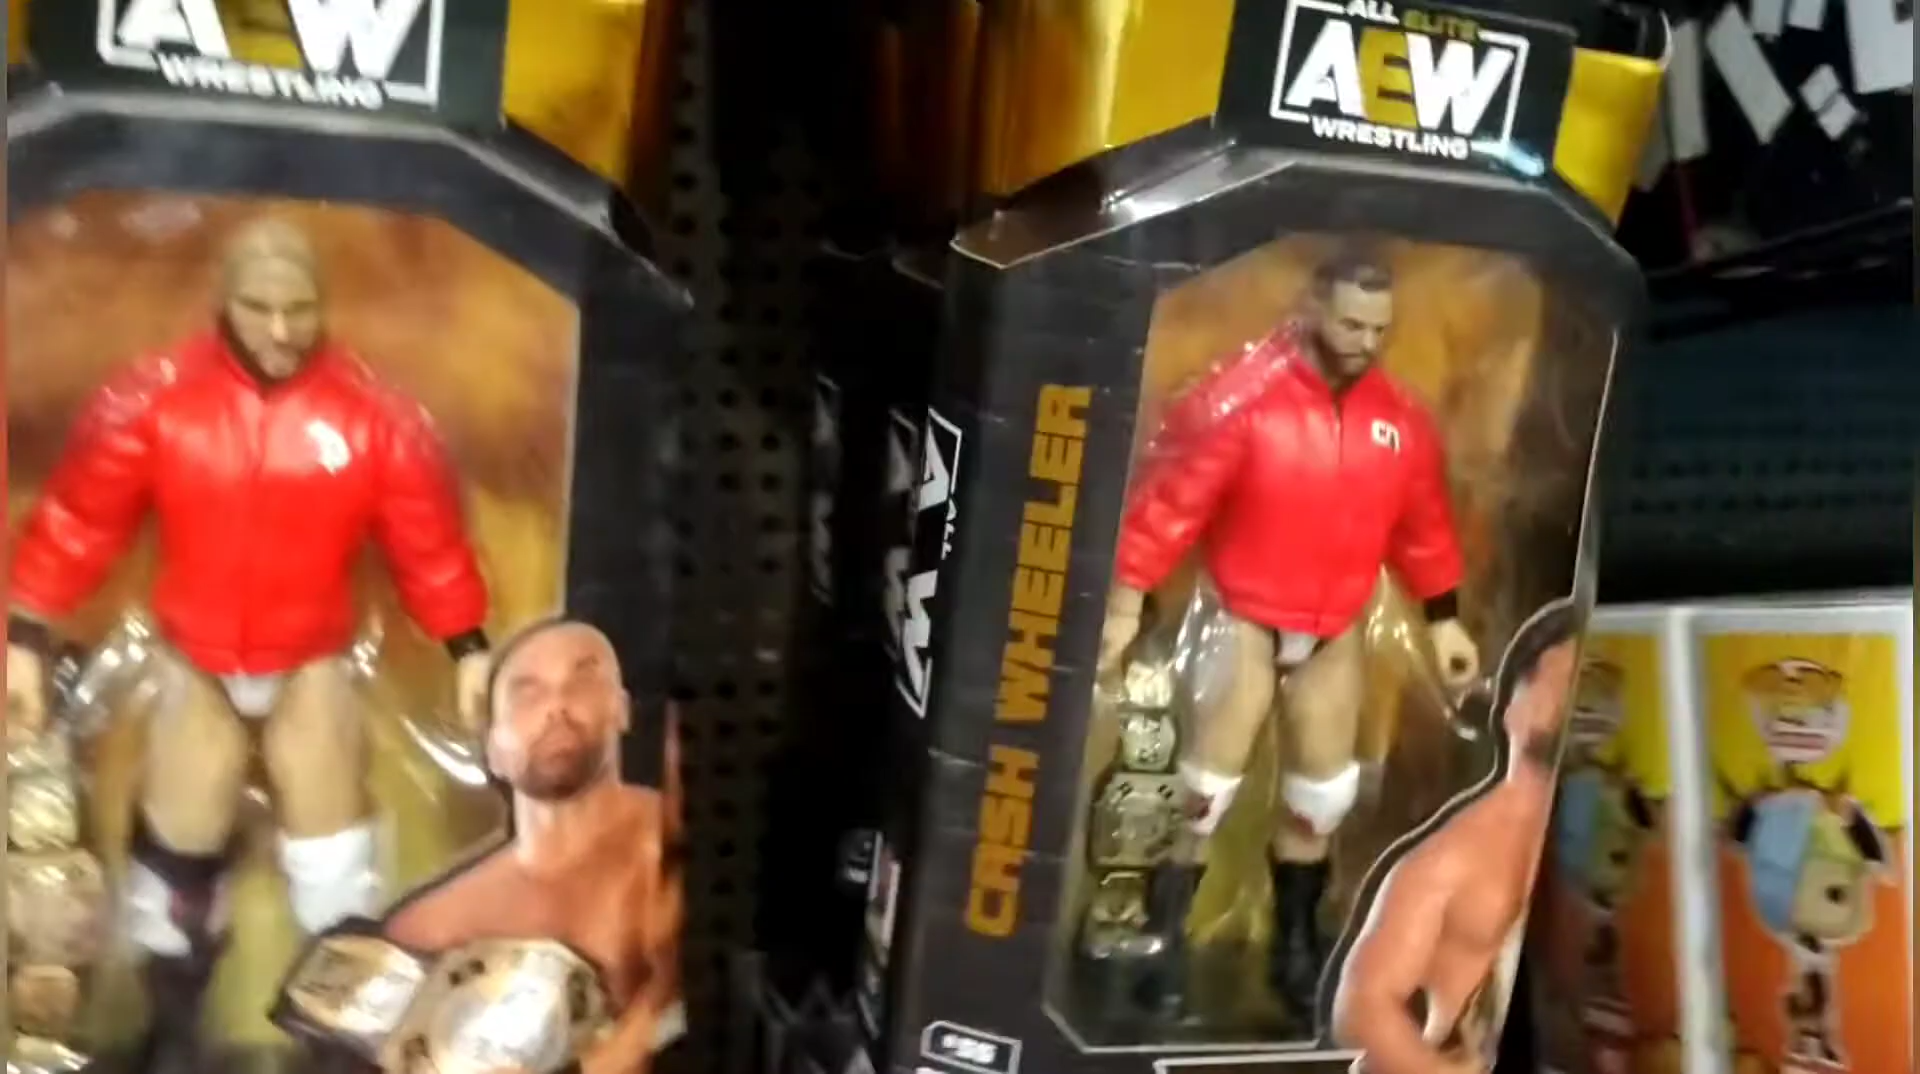 AEW
WRESTLING
ALL ELITE
AEW
WRESTLING
CASH WHEELER